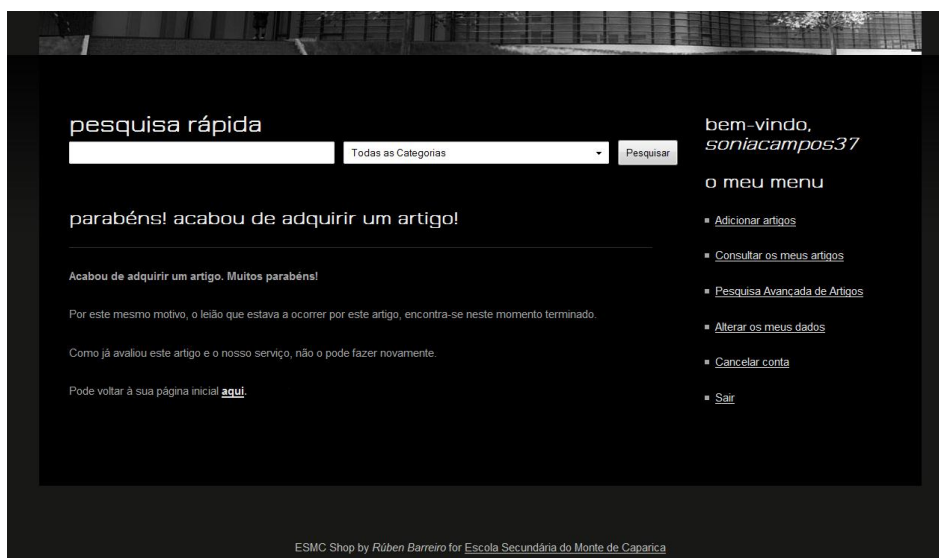 pesquisa rápida
Todas as Categorias
Pesquisar
parabéns! acabou de adquirir um artigo!
Acabou de adquirir um artigo. Muitos parabéns!
Por este mesmo motivo, o leião que estava a ocorrer por este artigo, encontra-se neste momento terminado.
Como já avaliou este artigo e o nosso serviço, não o pode fazer novamente.
Pode voltar à sua página inicial aqui.
bem-vindo,
soniacampos37
o meu menu
Adicionar artigos
Consultar os meus artigos
Pesquisa Avançada de Artigos
Alterar os meus dados
Cancelar conta
Sair
ESMC Shop by Rúben Barreiro for Escola Secundária do Monte de Caparica